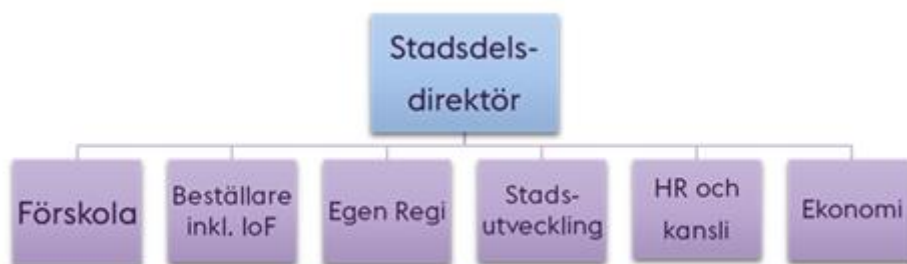 Stadsdels-
direktör
Förskola
Beställare
inkl. IoF
Egen Regi
Stads-
utveckling
HR och
kansli
Ekonomi